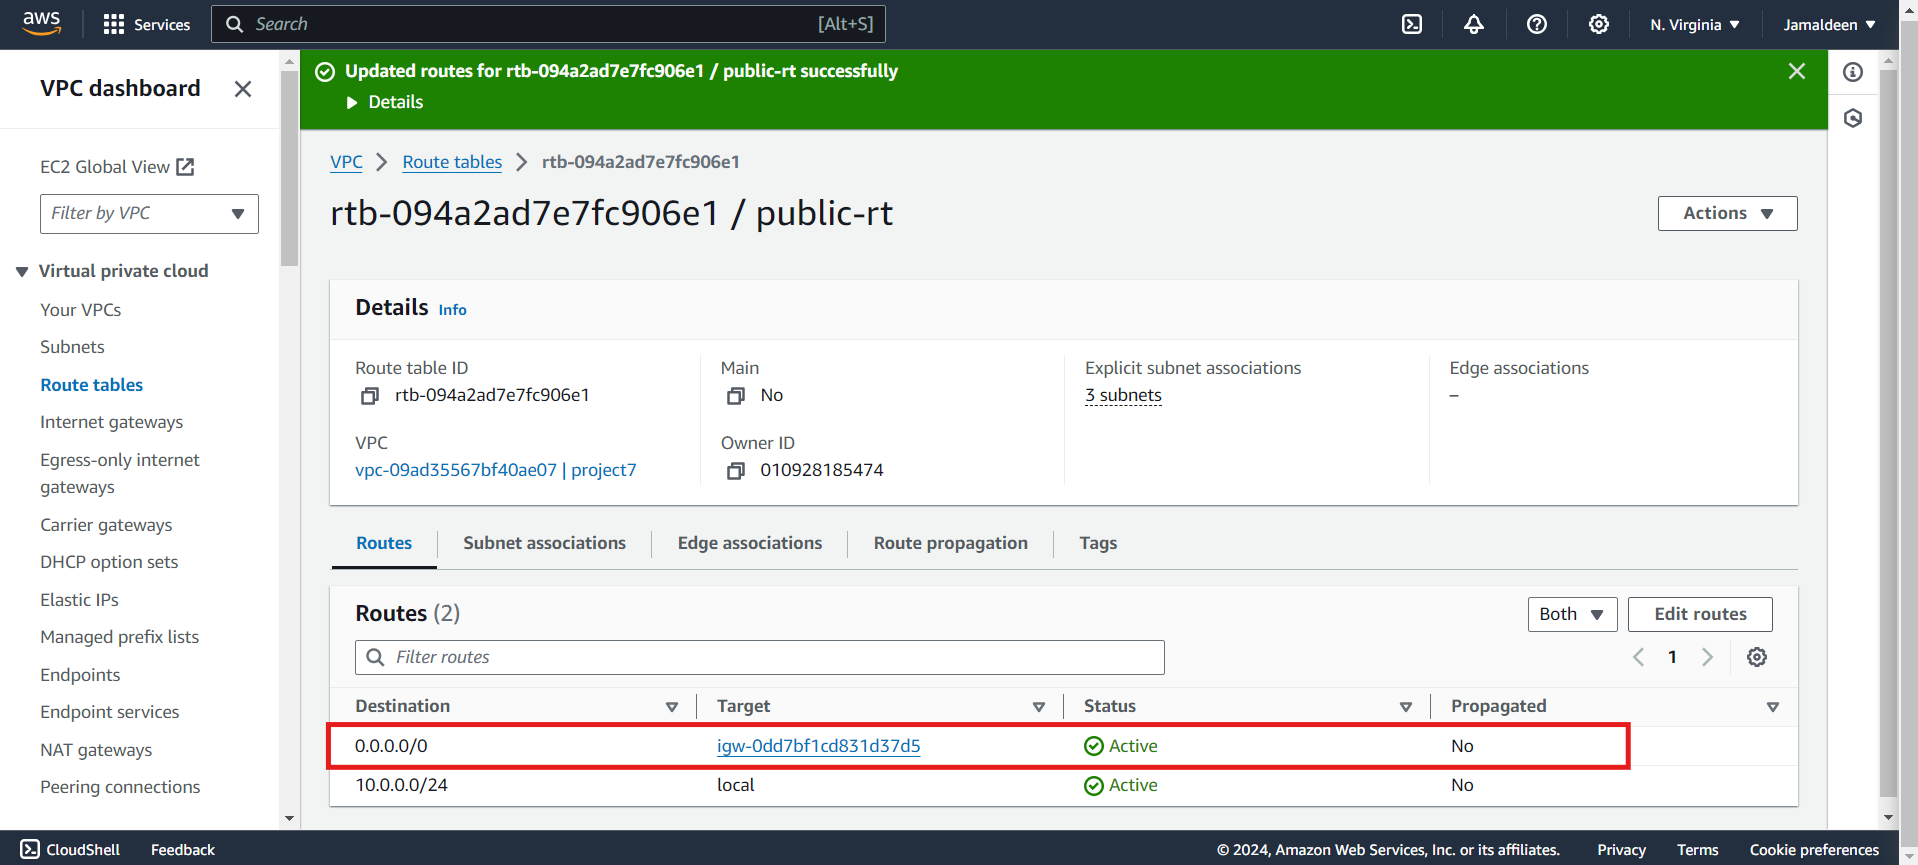 aws
Services
Search
[Alt+S]
N. Virginia
Jamaldeen
VPC dashboard
EC2 Global View
Filter by VPC
Virtual private cloud
Your VPCs
Subnets
Route tables
Internet gateways
Egress-only internet
gateways
Carrier gateways
DHCP option sets
Elastic IPs
Managed prefix lists
Endpoints
Endpoint services
NAT gateways
Peering connections
Updated routes for rtb-094a2ad7e7fc906e1 / public-rt successfully
Details
VPC
Route tables
rtb-094a2ad7e7fc906e1
rtb-094a2ad7e7fc906e1 / public-rt
Actions
Details Info
Route table ID
rtb-094a2ad7e7fc906e1
Main
No
Explicit subnet associations
3 subnets
Edge associations
–
VPC
vpc-09ad35567bf40ae07 | project7
Owner ID
010928185474
Routes
Subnet associations
Edge associations
Route propagation
Tags
Routes (2)
Both
Edit routes
Filter routes
1
Destination Target Status Propagated
0.0.0.0/0 igw-0dd7bf1cd831d37d5 Active No
10.0.0.0/24 local Active No
CloudShell
Feedback
© 2024, Amazon Web Services, Inc. or its affiliates.
Privacy
Terms
Cookie preferences